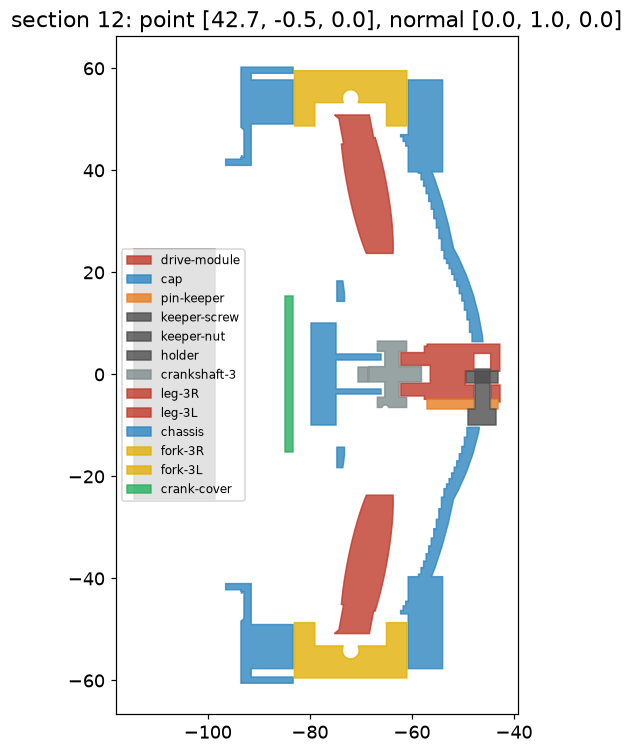 section 12: point [42.7, -0.5, 0.0], normal [0.0, 1.0, 0.0]
60
40
20
0
−20
−40
−60
drive-module
cap
pin-keeper
keeper-screw
keeper-nut
holder
crankshaft-3
leg-3R
leg-3L
chassis
fork-3R
fork-3L
crank-cover
−100
−80
−60
−40